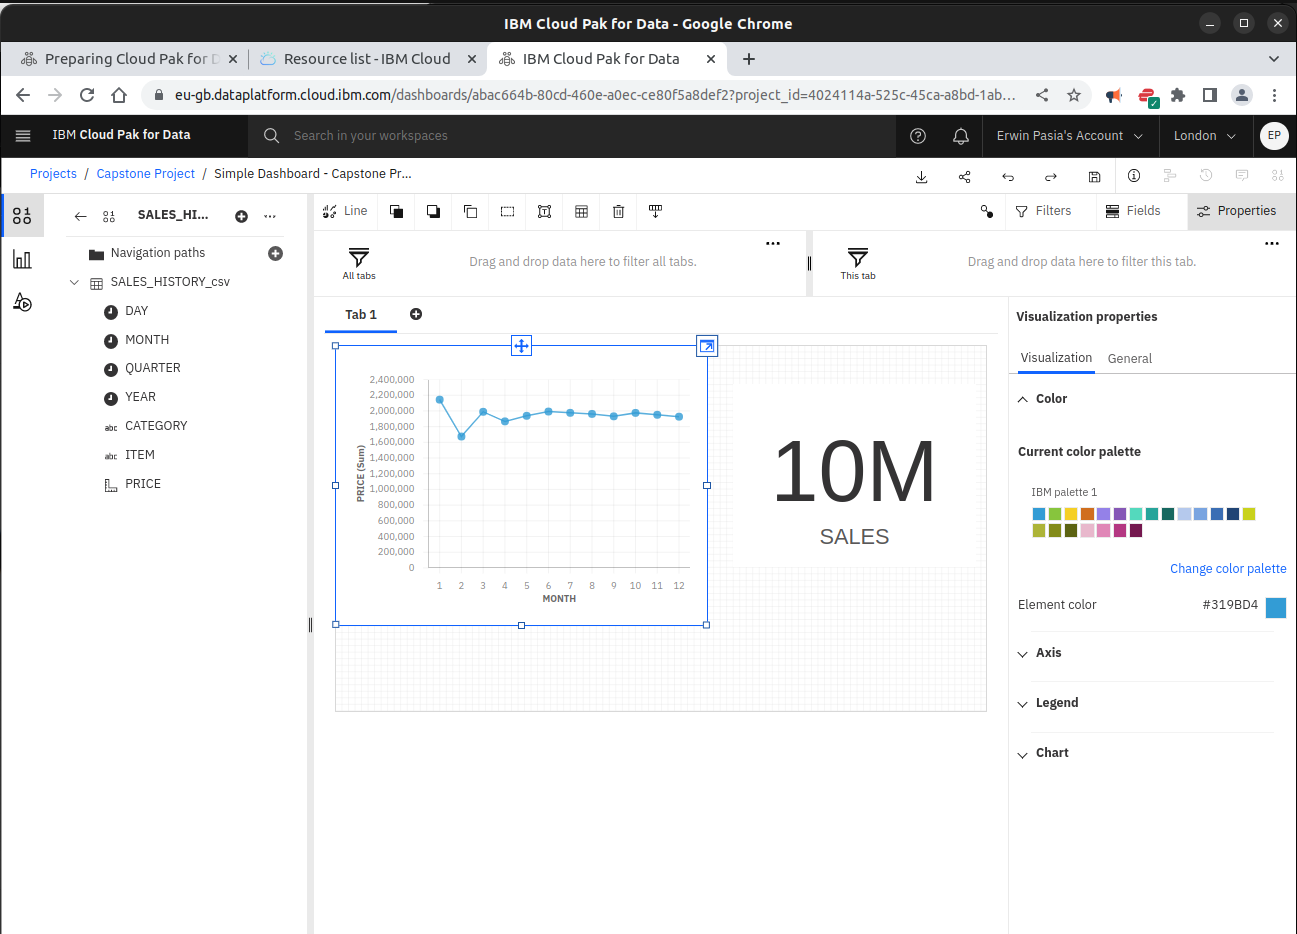 IBM Cloud Pak for Data - Google Chrome
Preparing Cloud Pak for D
Resource list - IBM Cloud
IBM Cloud Pak for Data
eu-gb.dataplatform.cloud.ibm.com/dashboards/abac664b-80cd-460e-a0ec-ce80f5a8def2?project_id=4024114a-525c-45ca-a8bd-1ab...
IBM Cloud Pak for Data
Search in your workspaces
Erwin Pasia's Account
London
EP
Projects / Capstone Project / Simple Dashboard - Capstone Pr...
SALES_HI...
Line
Filters
Fields
Properties
Navigation paths
SALES_HISTORY_csv
DAY
MONTH
QUARTER
YEAR
abc CATEGORY
abc ITEM
PRICE
All tabs
Drag and drop data here to filter all tabs.
This tab
Drag and drop data here to filter this tab.
Tab 1
2,400,000
2,200,000
2,000,000
1,800,000
1,600,000
1,400,000
1,200,000
1,000,000
800,000
600,000
400,000
200,000
0
PRICE (Sum)
1 2 3 4 5 6 7 8 9 10 11 12
MONTH
10M
SALES
Visualization properties
Visualization
General
Color
Current color palette
IBM palette 1
Change color palette
Element color
#319BD4
Axis
Legend
Chart